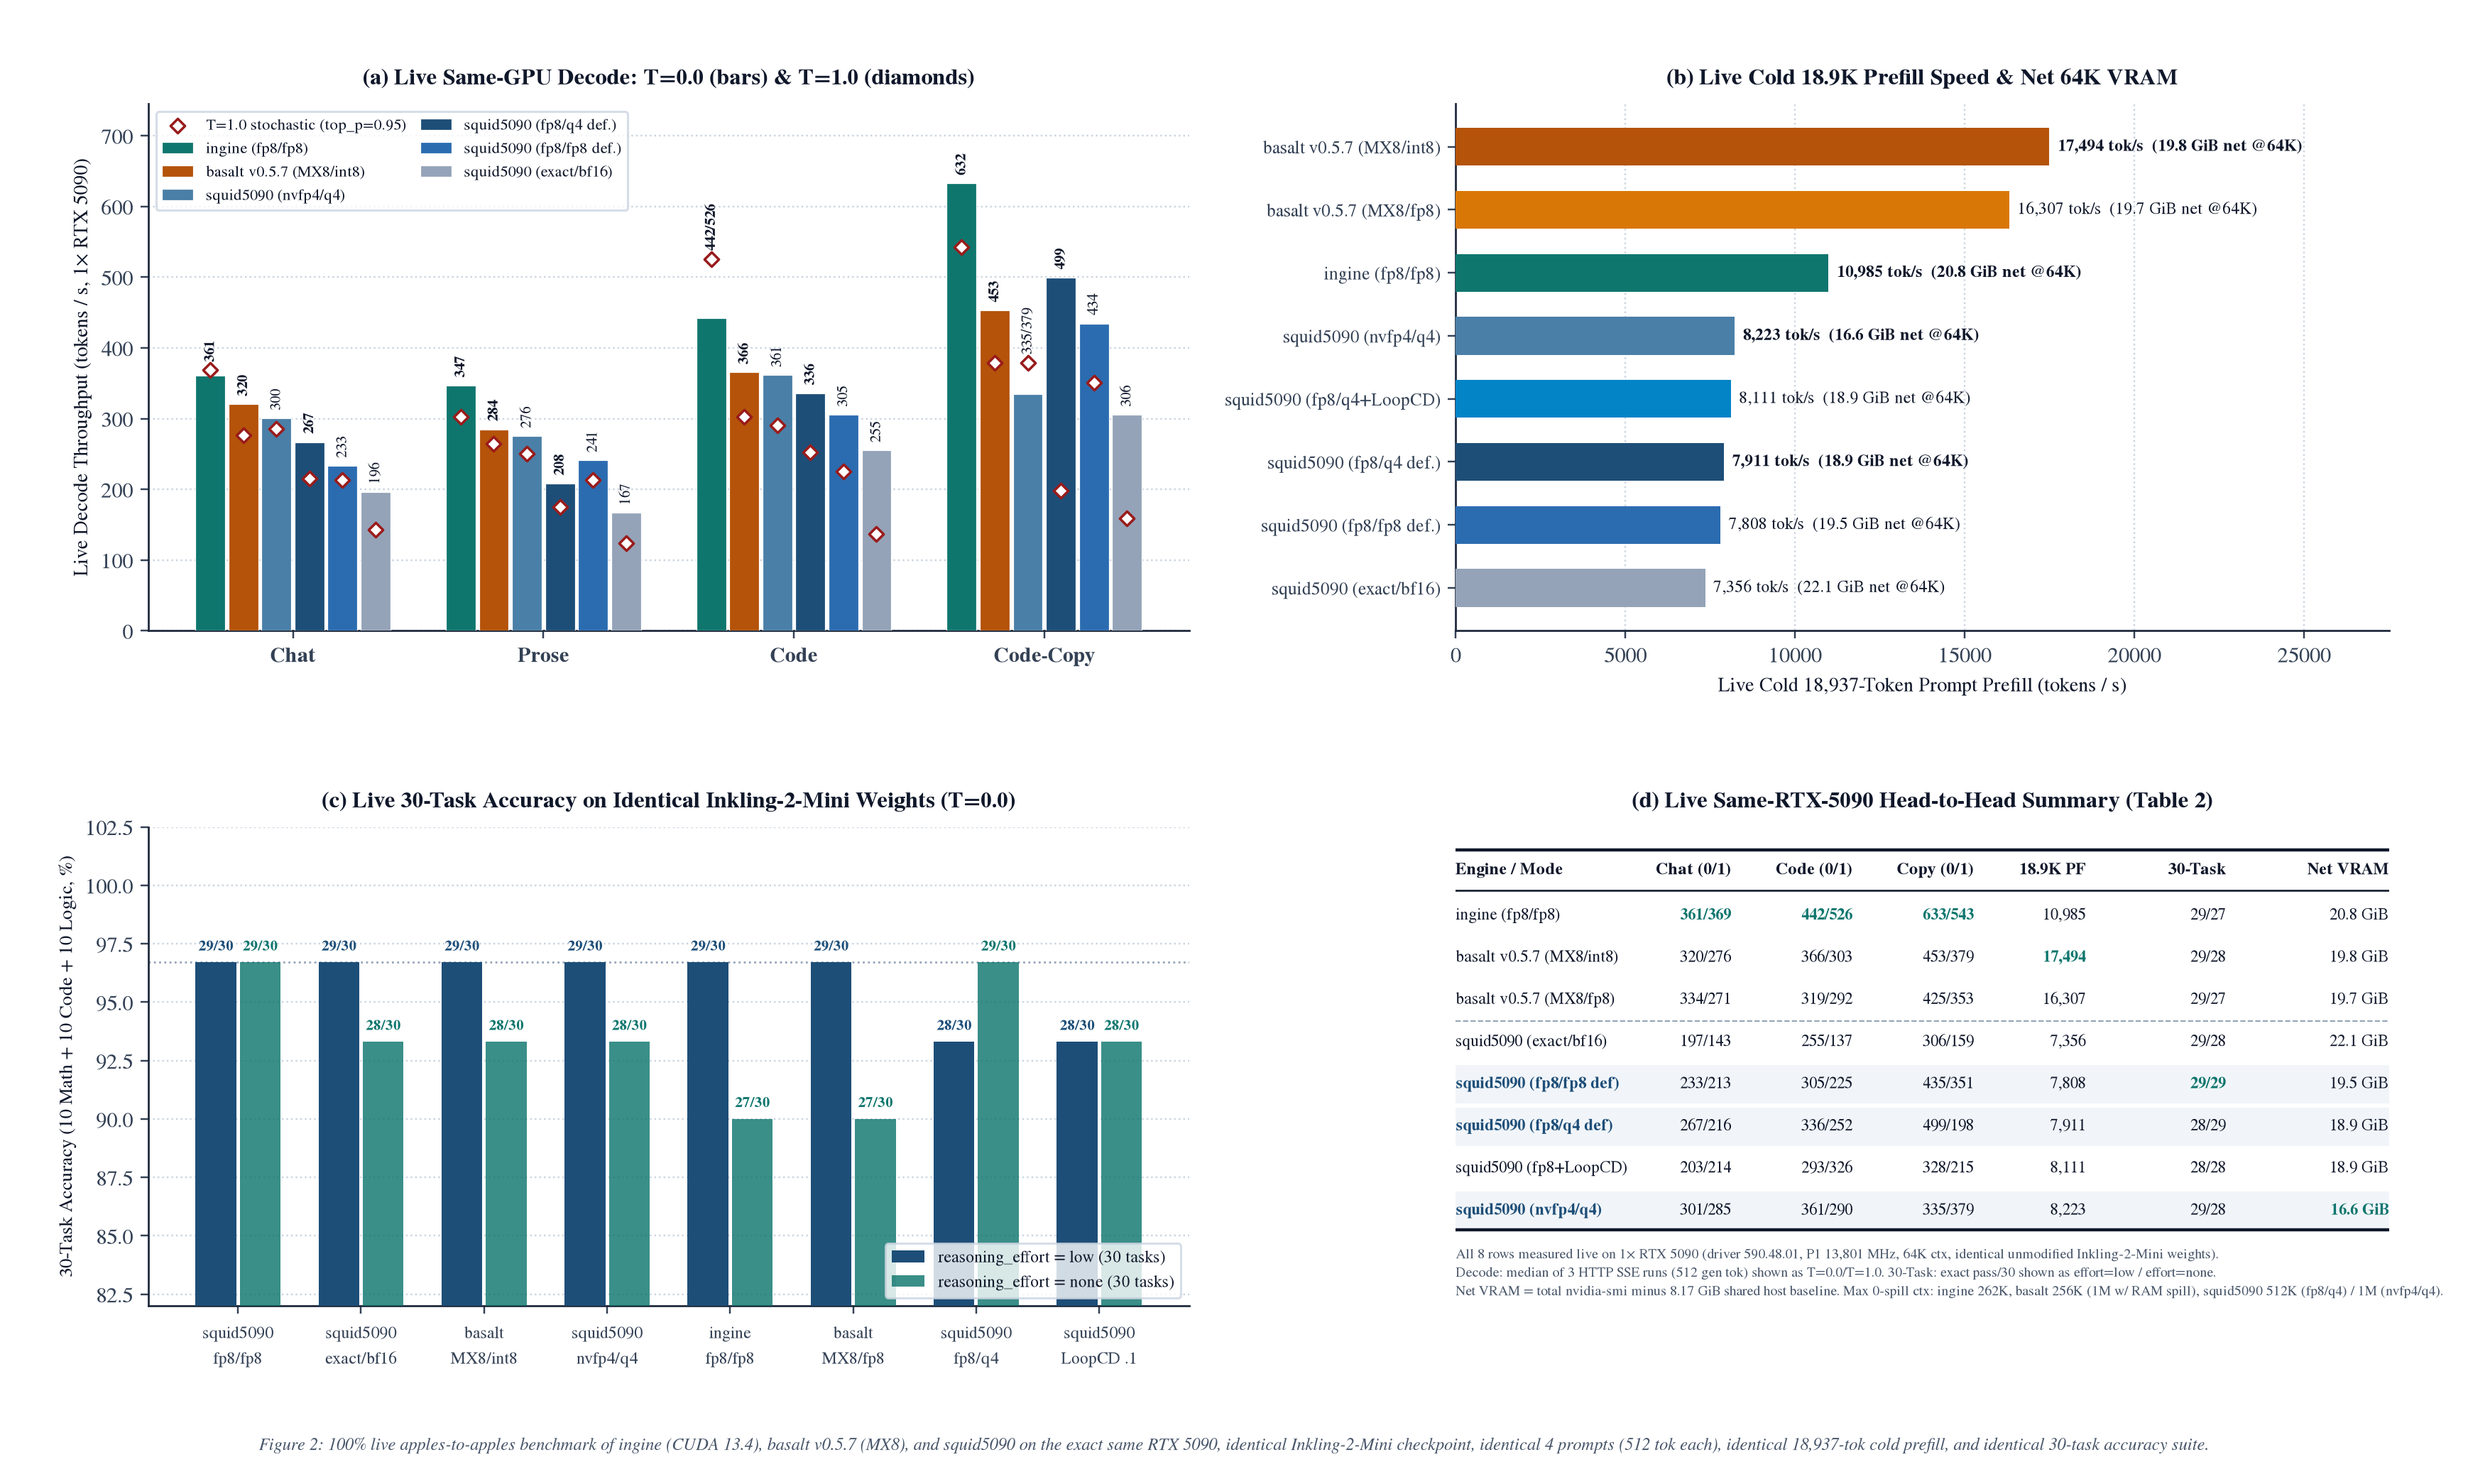 (a) Live Same-GPU Decode: T=0.0 (bars) & T=1.0 (diamonds)
Live Decode Throughput (tokens / s, 1× RTX 5090)
700
600
500
400
300
200
100
0
T=1.0 stochastic (top_p=0.95)
ingine (fp8/fp8)
basalt v0.5.7 (MX8/int8)
squid5090 (nvfp4/q4)
squid5090 (fp8/q4 def.)
squid5090 (fp8/fp8 def.)
squid5090 (exact/bf16)
361
320
300
267
233
196
347
284
276
208
241
167
442/526
366
361
336
305
255
632
453
335/379
499
434
306
Chat
Prose
Code
Code-Copy
(b) Live Cold 18.9K Prefill Speed & Net 64K VRAM
basalt v0.5.7 (MX8/int8)
17,494 tok/s (19.8 GiB net @64K)
basalt v0.5.7 (MX8/fp8)
16,307 tok/s (19.7 GiB net @64K)
ingine (fp8/fp8)
10,985 tok/s (20.8 GiB net @64K)
squid5090 (nvfp4/q4)
8,223 tok/s (16.6 GiB net @64K)
squid5090 (fp8/q4+LoopCD)
8,111 tok/s (18.9 GiB net @64K)
squid5090 (fp8/q4 def.)
7,911 tok/s (18.9 GiB net @64K)
squid5090 (fp8/fp8 def.)
7,808 tok/s (19.5 GiB net @64K)
squid5090 (exact/bf16)
7,356 tok/s (22.1 GiB net @64K)
0
5000
10000
15000
20000
25000
Live Cold 18,937-Token Prompt Prefill (tokens / s)
(c) Live 30-Task Accuracy on Identical Inkling-2-Mini Weights (T=0.0)
30-Task Accuracy (10 Math + 10 Code + 10 Logic, %)
102.5
100.0
97.5
95.0
92.5
90.0
87.5
85.0
82.5
29/30 29/30
29/30 28/30
29/30 28/30
29/30 28/30
29/30 27/30
29/30 27/30
28/30 29/30
28/30 28/30
reasoning_effort = low (30 tasks)
reasoning_effort = none (30 tasks)
squid5090
fp8/fp8
squid5090
exact/bf16
basalt
MX8/int8
squid5090
nvfp4/q4
ingine
fp8/fp8
basalt
MX8/fp8
squid5090
fp8/q4
squid5090
LoopCD .1
(d) Live Same-RTX-5090 Head-to-Head Summary (Table 2)
Engine / Mode Chat (0/1) Code (0/1) Copy (0/1) 18.9K PF 30-Task Net VRAM
ingine (fp8/fp8) 361/369 442/526 633/543 10,985 29/27 20.8 GiB
basalt v0.5.7 (MX8/int8) 320/276 366/303 453/379 17,494 29/28 19.8 GiB
basalt v0.5.7 (MX8/fp8) 334/271 319/292 425/353 16,307 29/27 19.7 GiB
squid5090 (exact/bf16) 197/143 255/137 306/159 7,356 29/28 22.1 GiB
squid5090 (fp8/fp8 def) 233/213 305/225 435/351 7,808 29/29 19.5 GiB
squid5090 (fp8/q4 def) 267/216 336/252 499/198 7,911 28/29 18.9 GiB
squid5090 (fp8+LoopCD) 203/214 293/326 328/215 8,111 28/28 18.9 GiB
squid5090 (nvfp4/q4) 301/285 361/290 335/379 8,223 29/28 16.6 GiB
All 8 rows measured live on 1× RTX 5090 (driver 590.48.01, P1 13,801 MHz, 64K ctx, identical unmodified Inkling-2-Mini weights).
Decode: median of 3 HTTP SSE runs (512 gen tok) shown as T=0.0/T=1.0. 30-Task: exact pass/30 shown as effort=low / effort=none.
Net VRAM = total nvidia-smi minus 8.17 GiB shared host baseline. Max 0-spill ctx: ingine 262K, basalt 256K (1M w/ RAM spill), squid5090 512K (fp8/q4) / 1M (nvfp4/q4).
Figure 2: 100% live apples-to-apples benchmark of ingine (CUDA 13.4), basalt v0.5.7 (MX8), and squid5090 on the exact same RTX 5090, identical Inkling-2-Mini checkpoint, identical 4 prompts (512 tok each), identical 18,937-tok cold prefill, and identical 30-task accuracy suite.